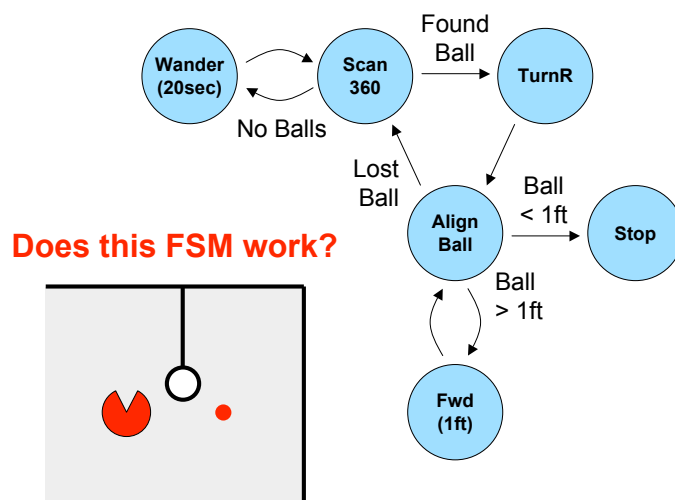 Found
Ball
Wander
(20sec)
Scan
360
TurnR
No Balls
Lost
Ball
Ball
< 1ft
Align
Ball
Stop
Does this FSM work?
Ball
> 1ft
Fwd
(1ft)